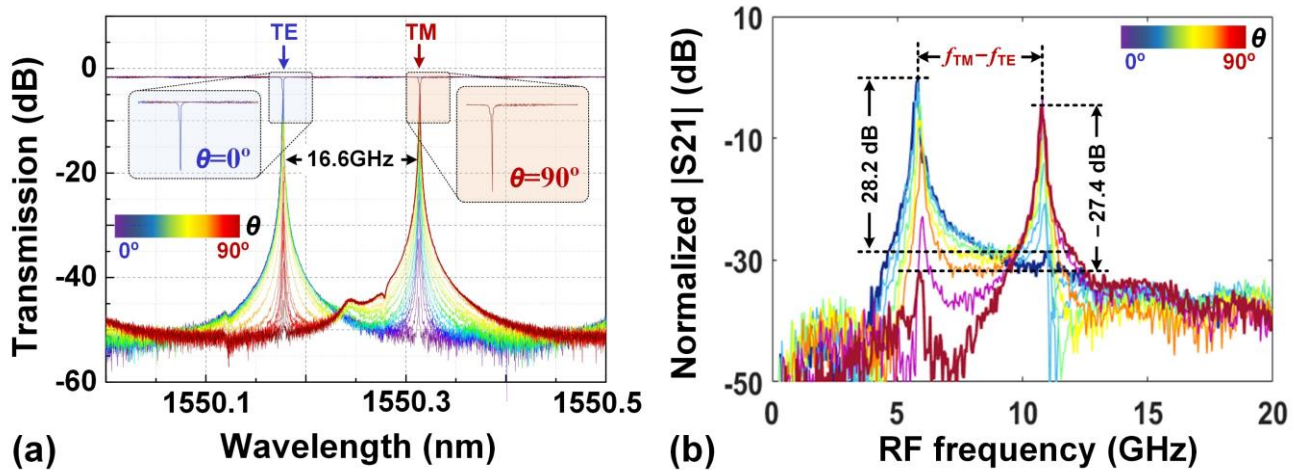 TE
TM
0
-20
-40
-60
Transmission (dB)
θ=0°
16.6GHz
θ=90°
θ
0°
90°
1550.1
1550.3
1550.5
Wavelength (nm)
(a)
10
-10
-30
-50
Normalized |S21| (dB)
fTM−fTE
28.2 dB
27.4 dB
θ
0°
90°
0
5
10
15
20
RF frequency (GHz)
(b)